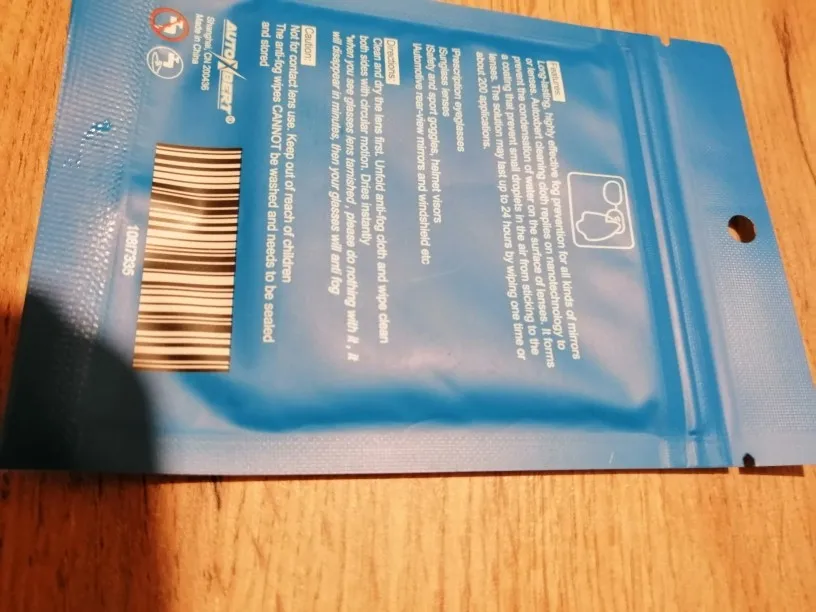 Features:
Long-lasting, highly effective fog prevention for all kinds of mirrors
or lenses. Autoxbert cleaning cloth replies on nanotechnology to
prevent the condensation of water on the surface of lenses. It forms
a coating that prevent small droplets in the air from sticking to the
lenses. The solution may last up to 24 hours by wiping one time or
about 200 applications.
|Prescription eyeglasses
|Sunglass lenses
|Safety and sport goggles, helmet visors
|Automotive rear-view mirrors and windshield etc
Directions:
Clean and dry the lens first. Unfold anti-fog cloth and wipe clean
both sides with circular motion. Dries instantly
*when you see glasses lens tarnished , please do nothing with it , it
will disappear in minutes, then your glasses will anti fog
Caution:
Not for contact lens use. Keep out of reach of children
The anti-fog wipes CANNOT be washed and needs to be sealed
and stored
AUTOXBERT®
Shanghai, CN 200436
Made in China
1087335